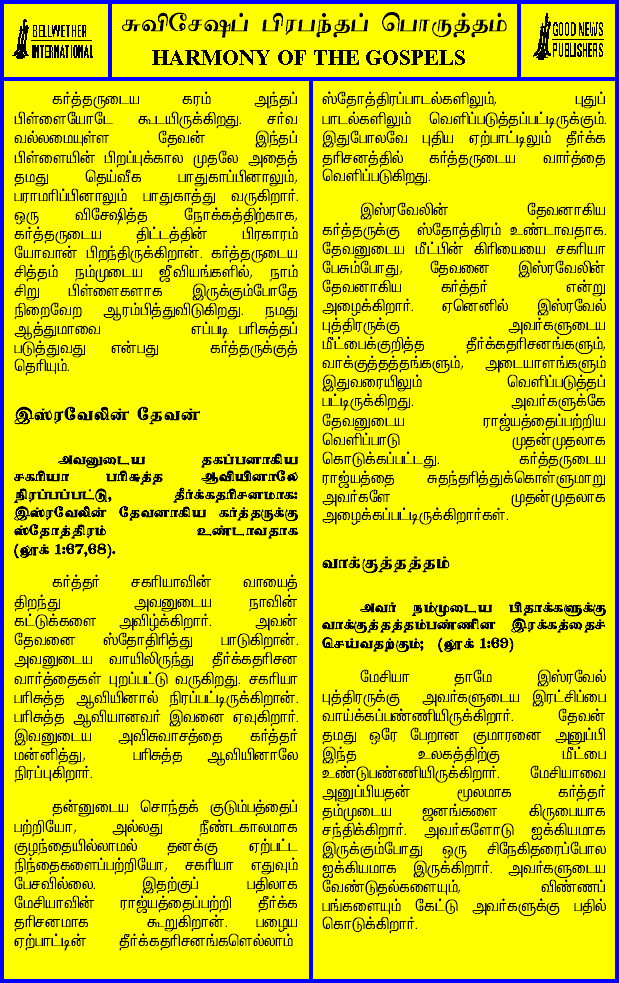 BELLWETHER
INTERNATIONAL
சுவிசேஷப் பிரபந்தப் பொருத்தம்
HARMONY OF THE GOSPELS
GOOD NEWS
PUBLISHERS
கர்த்தருடைய கரம் அந்தப்
பிள்ளையோடே கூடயிருக்கிறது. சர்வ
வல்லமையுள்ள தேவன் இந்தப்
பிள்ளையின் பிறப்புக்கால முதலே அதைத்
தமது தெய்வீக பாதுகாப்பினாலும்,
பராமரிப்பினாலும் பாதுகாத்து வருகிறார்.
ஒரு விசேஷித்த நோக்கத்திற்காக,
கர்த்தருடைய திட்டத்தின் பிரகாரம்
யோவான் பிறந்திருக்கிறான். கர்த்தருடைய
சித்தம் நம்முடைய ஜீவியங்களில், நாம்
சிறு பிள்ளைகளாக இருக்கும்போதே
நிறைவேற ஆரம்பித்துவிடுகிறது. நமது
ஆத்துமாவை எப்படி பரிசுத்தப்
படுத்துவது என்பது கர்த்தருக்குத்
தெரியும்.
இஸ்ரவேலின் தேவன்
அவனுடைய தகப்பனாகிய
சகரியா பரிசுத்த ஆவியினாலே
நிரப்பப்பட்டு, தீர்க்கதரிசனமாக:
இஸ்ரவேலின் தேவனாகிய கர்த்தருக்கு
ஸ்தோத்திரம் உண்டாவதாக
(லூக் 1:67,68).
கர்த்தர் சகரியாவின் வாயைத்
திறந்து அவனுடைய நாவின்
கட்டுக்களை அவிழ்க்கிறார். அவன்
தேவனை ஸ்தோதிரித்து பாடுகிறான்.
அவனுடைய வாயிலிருந்து தீர்க்கதரிசன
வார்த்தைகள் புறப்பட்டு வருகிறது. சகரியா
பரிசுத்த ஆவியினால் நிரப்பட்டிருக்கிறான்.
பரிசுத்த ஆவியானவர் இவனை ஏவுகிறார்.
இவனுடைய அவிசுவாசத்தை கர்த்தர்
மன்னித்து, பரிசுத்த ஆவியினாலே
நிரப்புகிறார்.
தன்னுடைய சொந்தக் குடும்பத்தைப்
பற்றியோ, அல்லது நீண்டகாலமாக
குழந்தையில்லாமல் தனக்கு ஏற்பட்ட
நிந்தைகளைப்பற்றியோ, சகரியா எதுவும்
பேசவில்லை. இதற்குப் பதிலாக
மேசியாவின் ராஜ்யத்தைப்பற்றி தீர்க்க
தரிசனமாக கூறுகிறான். பழைய
ஏற்பாட்டின் தீர்க்கதரிசனங்களெல்லாம்
ஸ்தோத்திரப்பாடல்களிலும், புதுப்
பாடல்களிலும் வெளிப்படுத்தப்பட்டிருக்கும்.
இதுபோலவே புதிய ஏற்பாட்டிலும் தீர்க்க
தரிசனத்தில் கர்த்தருடைய வார்த்தை
வெளிப்படுகிறது.
இஸ்ரவேலின் தேவனாகிய
கர்த்தருக்கு ஸ்தோத்திரம் உண்டாவதாக.
தேவனுடைய மீட்பின் கிரியையை சகரியா
பேசும்போது, தேவனை இஸ்ரவேலின்
தேவனாகிய கர்த்தர் என்று
அழைக்கிறார். ஏனெனில் இஸ்ரவேல்
புத்திரருக்கு அவர்களுடைய
மீட்பைக்குறித்த தீர்க்கதரிசனங்களும்,
வாக்குத்தத்தங்களும், அடையாளங்களும்
இதுவரையிலும் வெளிப்படுத்தப்
பட்டிருக்கிறது. அவர்களுக்கே
தேவனுடைய ராஜ்யத்தைப்பற்றிய
வெளிப்பாடு முதன்முதலாக
கொடுக்கப்பட்டது. கர்த்தருடைய
ராஜ்யத்தை சுதந்தரித்துக்கொள்ளுமாறு
அவர்களே முதன்முதலாக
அழைக்கப்பட்டிருக்கிறார்கள்.
வாக்குத்தத்தம்
அவர் நம்முடைய பிதாக்களுக்கு
வாக்குத்தத்தம்பண்ணின இரக்கத்தைச்
செய்வதற்கும்; (லூக் 1:69)
மேசியா தாமே இஸ்ரவேல்
புத்திரருக்கு அவர்களுடைய இரட்சிப்பை
வாய்க்கப்பண்ணியிருக்கிறார். தேவன்
தமது ஒரே பேறான குமாரனை அனுப்பி
இந்த உலகத்திற்கு மீட்பை
உண்டுபண்ணியிருக்கிறார். மேசியாவை
அனுப்பியதன் மூலமாக கர்த்தர்
தம்முடைய ஜனங்களை கிருபையாக
சந்திக்கிறார். அவர்களோடு ஐக்கியமாக
இருக்கும்போது ஒரு சிநேகிதரைப்போல
ஐக்கியமாக இருக்கிறார். அவர்களுடைய
வேண்டுதல்களையும், விண்ணப்
பங்களையும் கேட்டு அவர்களுக்கு பதில்
கொடுக்கிறார்.